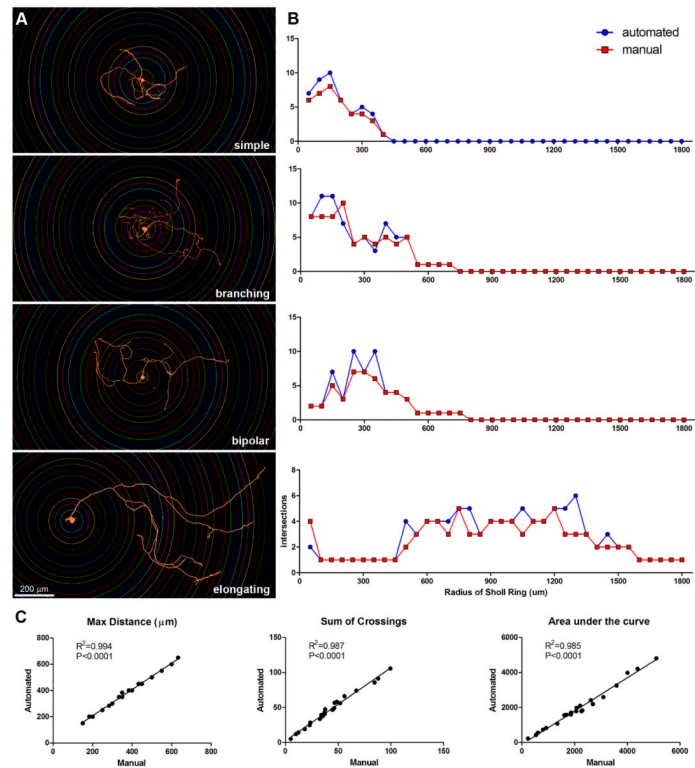 A
B
automated
manual
simple
15
10
5
0
300
600
900
1200
1500
1800
branching
15
10
5
0
0
300
600
900
1200
1500
1800
bipolar
15
10
5
0
0
300
600
900
1200
1500
1800
200 µm
elongating
intersections
8
6
4
2
0
0
300
600
900
1200
1500
1800
Radius of Sholl Ring (um)
C
Max Distance (µm)
R²=0.994
P<0.0001
Automated
800
600
400
200
0
0
200
400
600
800
Manual
Sum of Crossings
R²=0.987
P<0.0001
Automated
150
100
50
0
0
50
100
150
Manual
Area under the curve
R²=0.985
P<0.0001
Automated
6000
4000
2000
0
0
2000
4000
6000
Manual